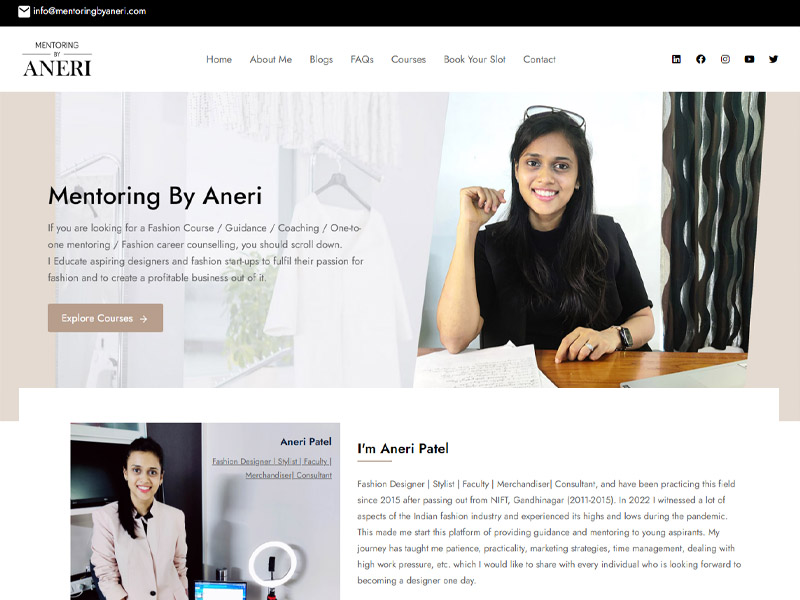 info@mentoringbyaneri.com
MENTORING
BY
ANERI
Home About Me Blogs FAQs Courses Book Your Slot Contact
Mentoring By Aneri
If you are looking for a Fashion Course / Guidance / Coaching / One-to-
one mentoring / Fashion career counselling, you should scroll down.
I Educate aspiring designers and fashion start-ups to fulfil their passion for
fashion and to create a profitable business out of it.
Explore Courses →
Aneri Patel
Fashion Designer | Stylist | Faculty |
Merchandiser| Consultant
I'm Aneri Patel
Fashion Designer | Stylist | Faculty | Merchandiser| Consultant, and have been practicing this field
since 2015 after passing out from NIFT, Gandhinagar (2011-2015). In 2022 I witnessed a lot of
aspects of the Indian fashion industry and experienced its highs and lows during the pandemic.
This made me start this platform of providing guidance and mentoring to young aspirants. My
journey has taught me patience, practicality, marketing strategies, time management, dealing with
high work pressure, etc. which I would like to share with every individual who is looking forward to
becoming a designer one day.